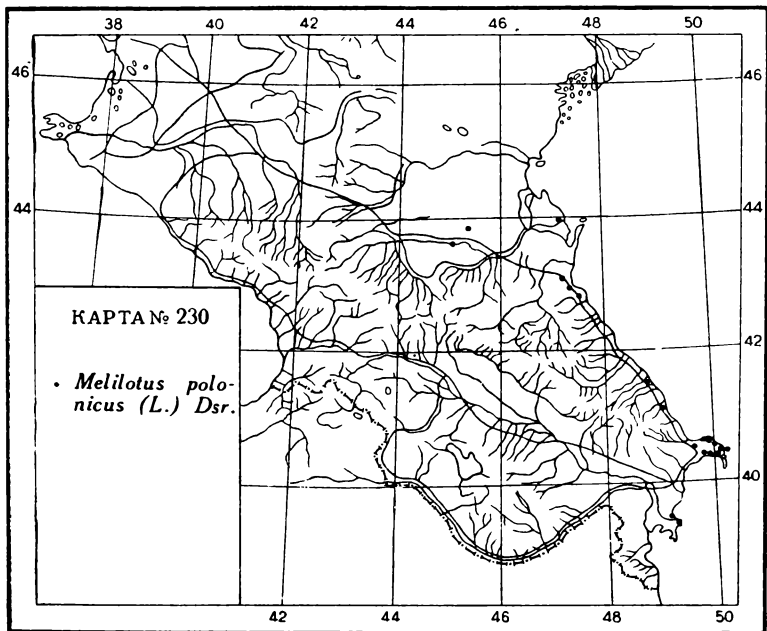 38 40 42 44 46 48 50
46 46
44 44
КАРТА № 230
• Melilotus polo-
nicus (L.) Dsr.
42
40
42 44 46 48 50